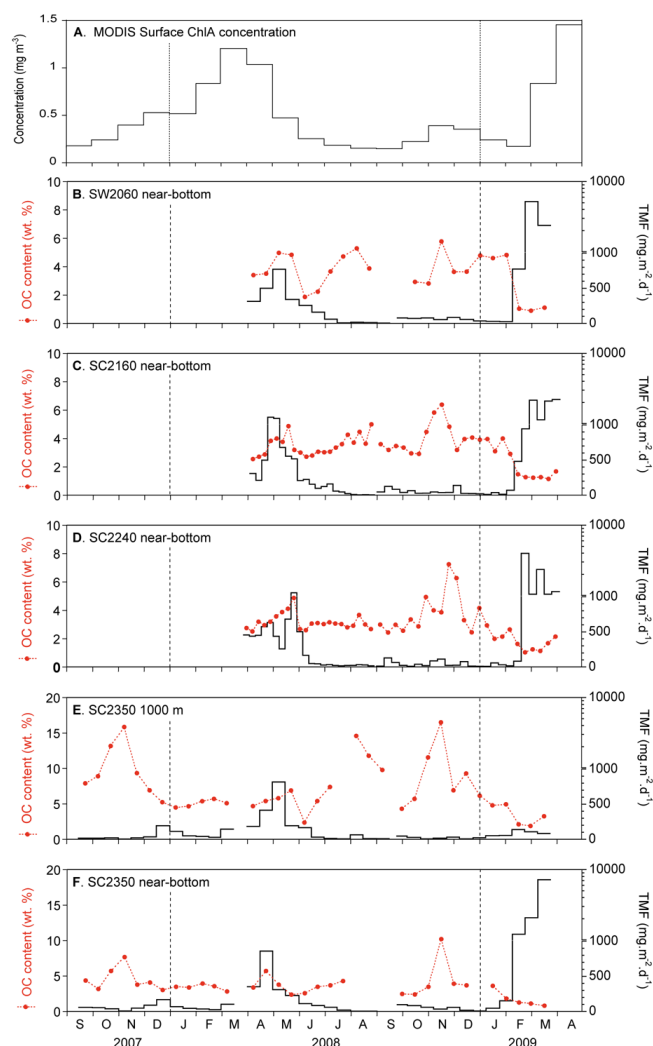 A. MODIS Surface ChlA concentration
Concentration (mg m-3)
1.5
1
0.5
0
B. SW2060 near-bottom
OC content (wt. %)
10
8
6
4
2
0
10000
1000
500
0
TMF (mg.m-2.d-1)
C. SC2160 near-bottom
OC content (wt. %)
10
8
6
4
2
0
10000
1000
500
0
TMF (mg.m-2.d-1)
D. SC2240 near-bottom
OC content (wt. %)
10
8
6
4
2
0
10000
1000
500
0
TMF (mg.m-2.d-1)
E. SC2350 1000 m
OC content (wt. %)
20
15
10
5
0
10000
1000
500
0
TMF (mg.m-2.d-1)
F. SC2350 near-bottom
OC content (wt. %)
20
15
10
5
0
10000
1000
500
0
TMF (mg.m-2.d-1)
S O N D J F M A M J J A S O N D J F M A
2007 2008 2009